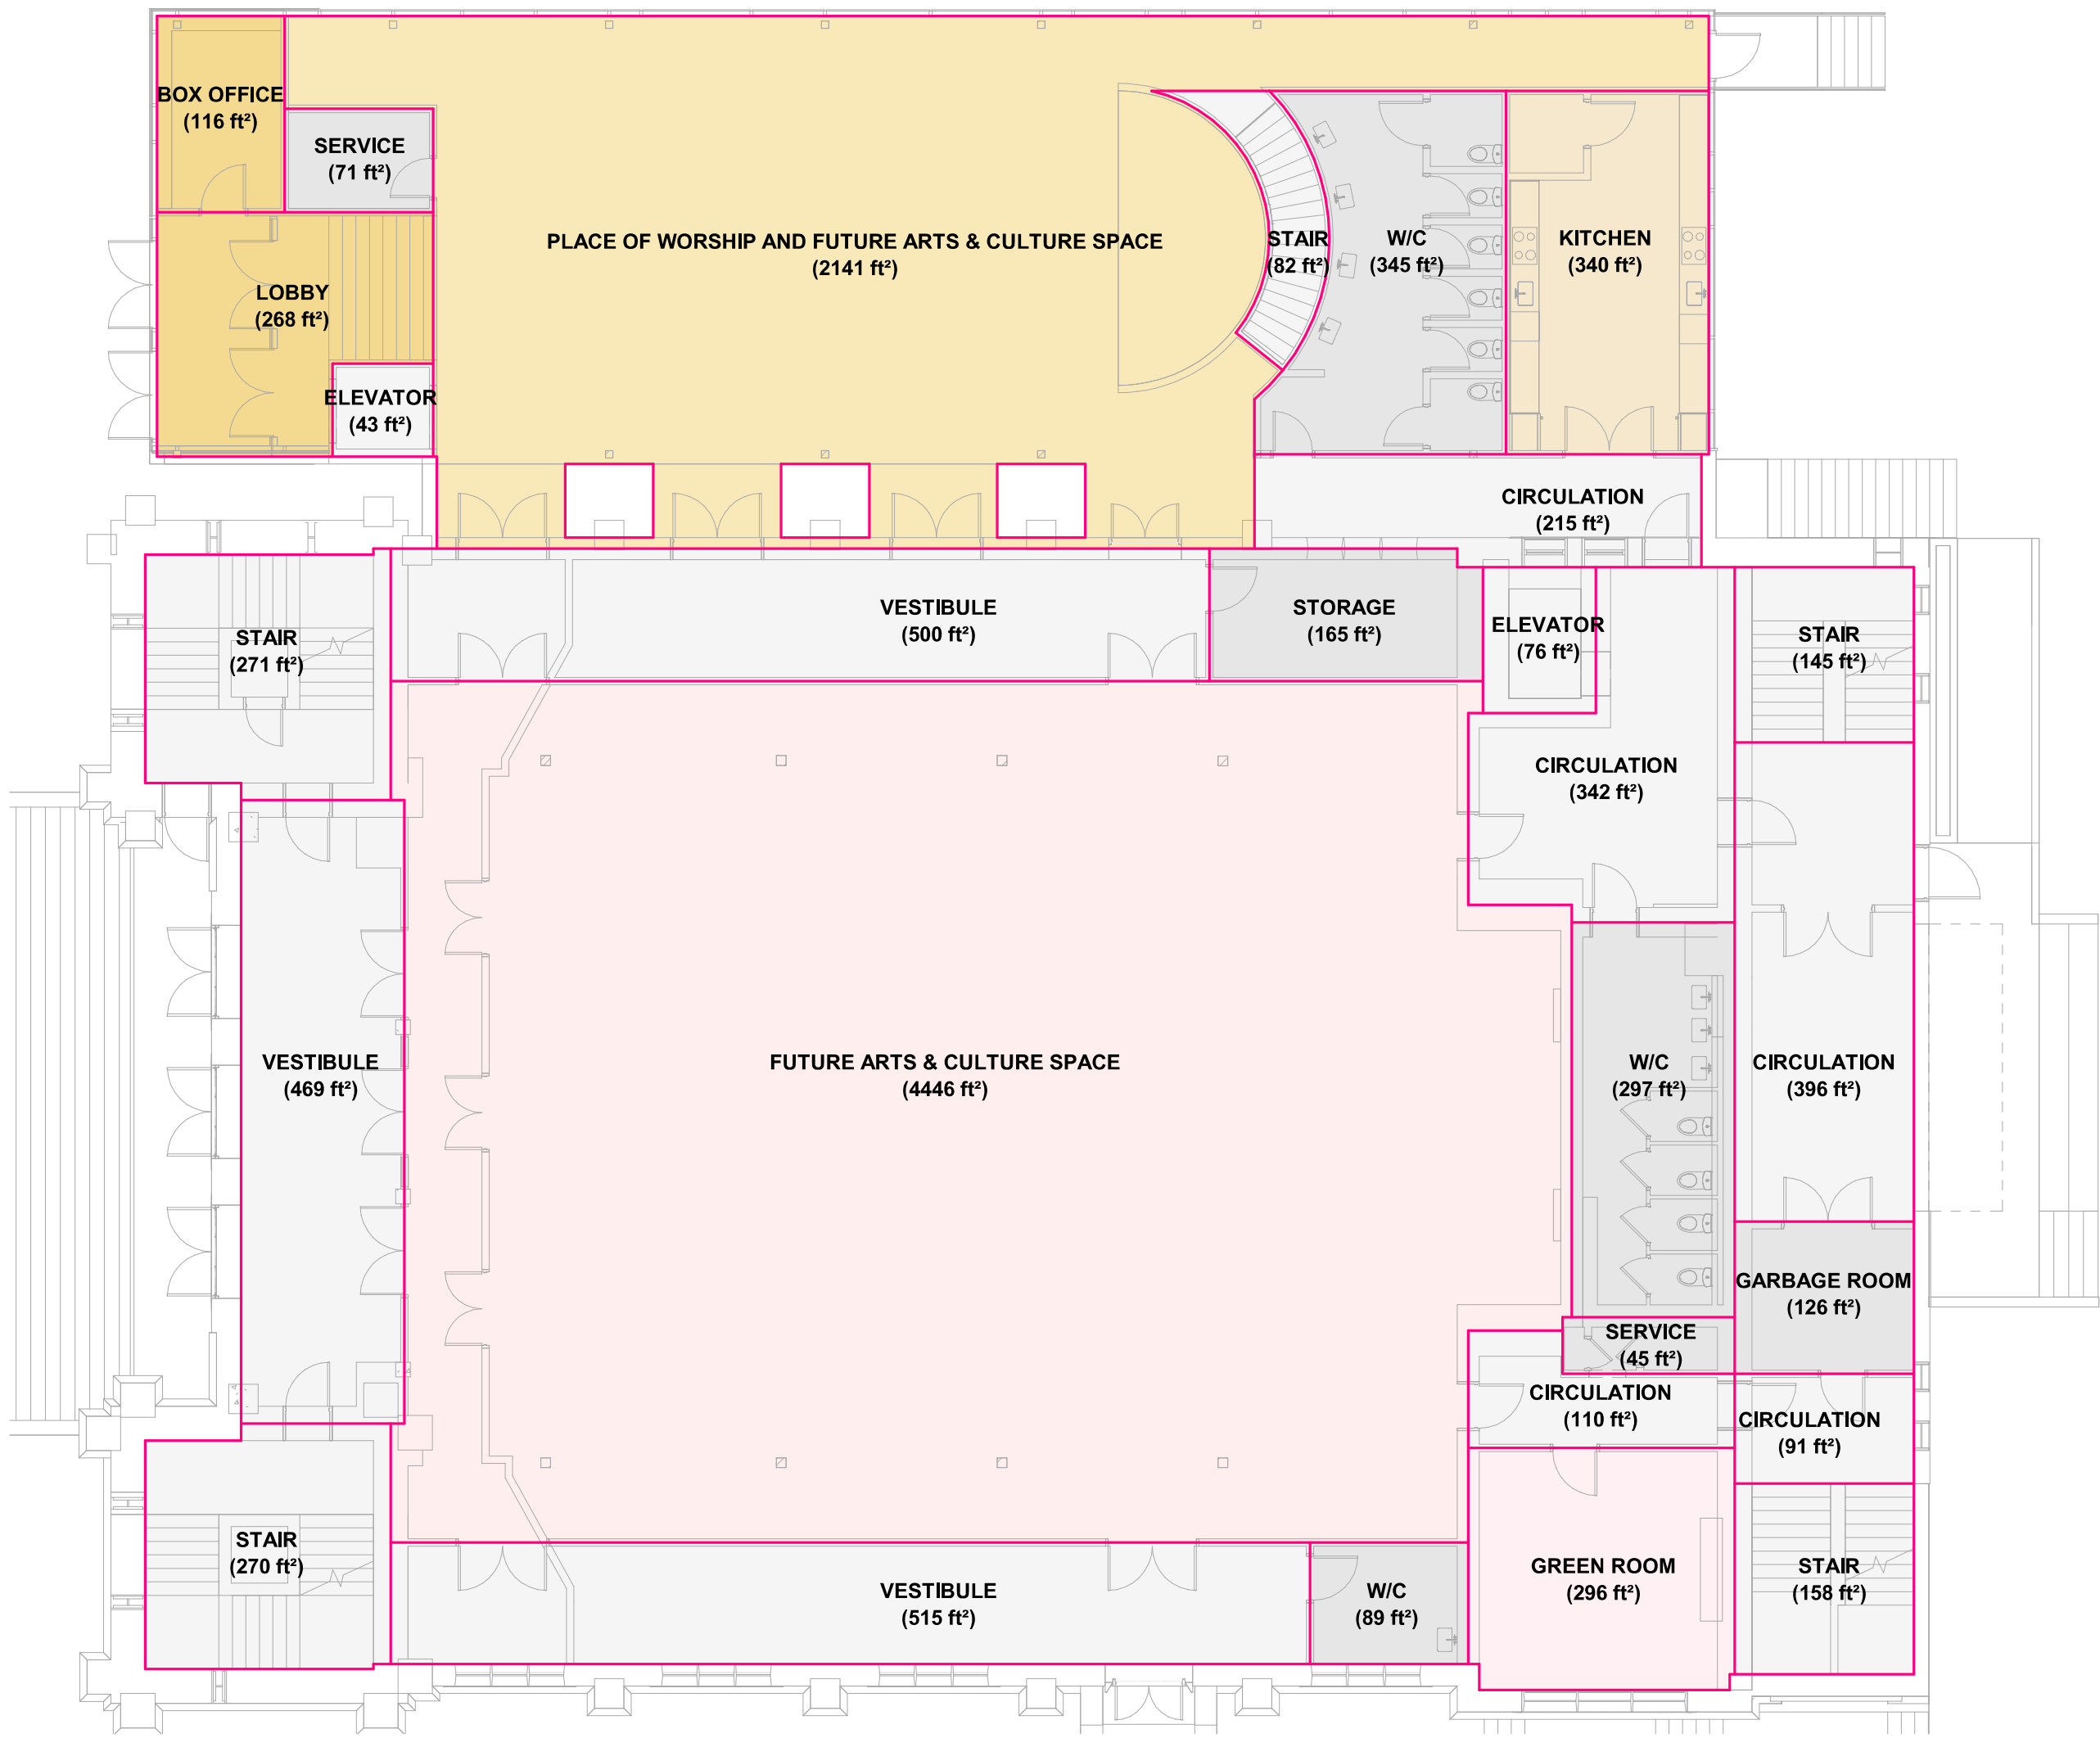 BOX OFFICE
(116 ft²)
SERVICE
(71 ft²)
PLACE OF WORSHIP AND FUTURE ARTS & CULTURE SPACE
(2141 ft²)
STAIR
(82 ft²)
W/C
(345 ft²)
KITCHEN
(340 ft²)
LOBBY
(268 ft²)
ELEVATOR
(43 ft²)
CIRCULATION
(215 ft²)
STAIR
(271 ft²)
VESTIBULE
(500 ft²)
STORAGE
(165 ft²)
ELEVATOR
(76 ft²)
STAIR
(145 ft²)
CIRCULATION
(342 ft²)
VESTIBULE
(469 ft²)
FUTURE ARTS & CULTURE SPACE
(4446 ft²)
W/C
(297 ft²)
CIRCULATION
(396 ft²)
GARBAGE ROOM
(126 ft²)
SERVICE
(45 ft²)
CIRCULATION
(110 ft²)
CIRCULATION
(91 ft²)
STAIR
(270 ft²)
VESTIBULE
(515 ft²)
W/C
(89 ft²)
GREEN ROOM
(296 ft²)
STAIR
(158 ft²)